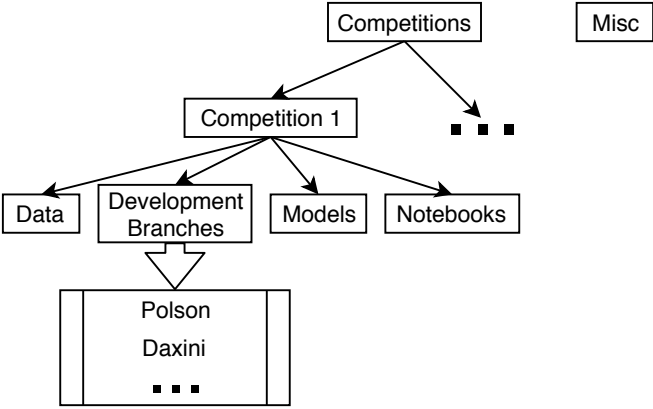 Competitions
Misc
Competition 1
Data
Development
Branches
Models
Notebooks
Polson
Daxini